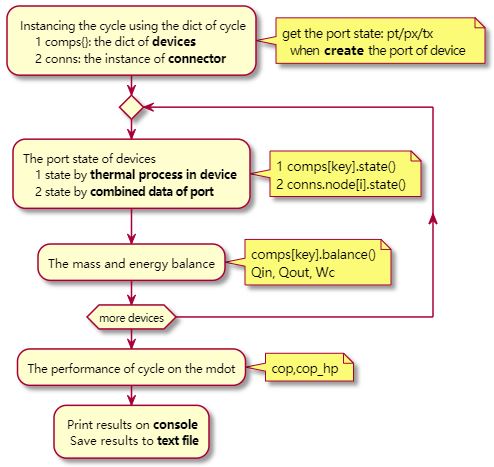 Instancing the cycle using the dict of cycle
1 comps{}: the dict of devices
2 conns: the instance of connector
get the port state: pt/px/tx
when create the port of device
The port state of devices
1 state by thermal process in device
2 state by combined data of port
1 comps[key].state()
2 conns.node[i].state()
The mass and energy balance
comps[key].balance()
Qin, Qout, Wc
more devices
The performance of cycle on the mdot
cop,cop_hp
Print results on console
Save results to text file